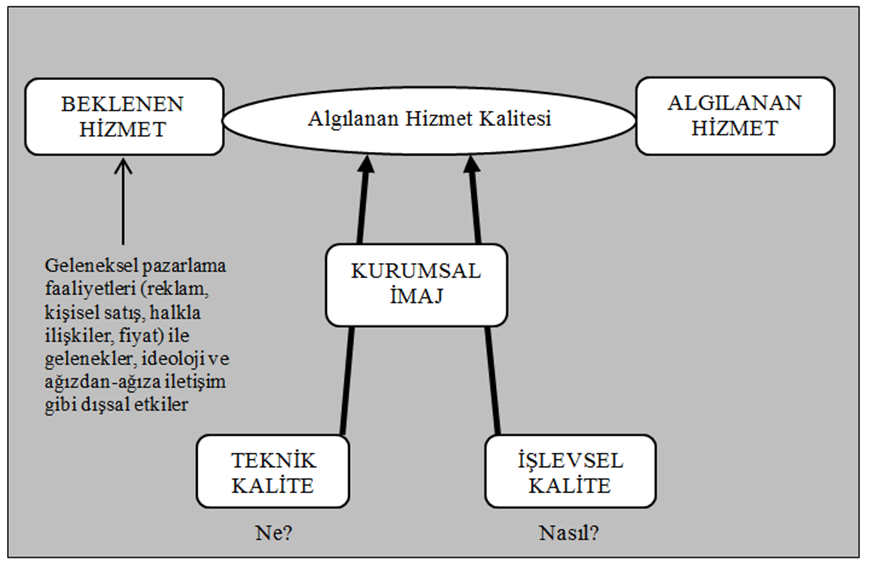 BEKLENEN
HİZMET
Algılanan Hizmet Kalitesi
ALGILANAN
HİZMET
Geleneksel pazarlama
faaliyetleri (reklam,
kişisel satış, halkla
ilişkiler, fiyat) ile
gelenekler, ideoloji ve
ağızdan-ağıza iletişim
gibi dışsal etkiler
KURUMSAL
İMAJ
TEKNİK
KALİTE
İŞLEVSEL
KALİTE
Ne?
Nasıl?